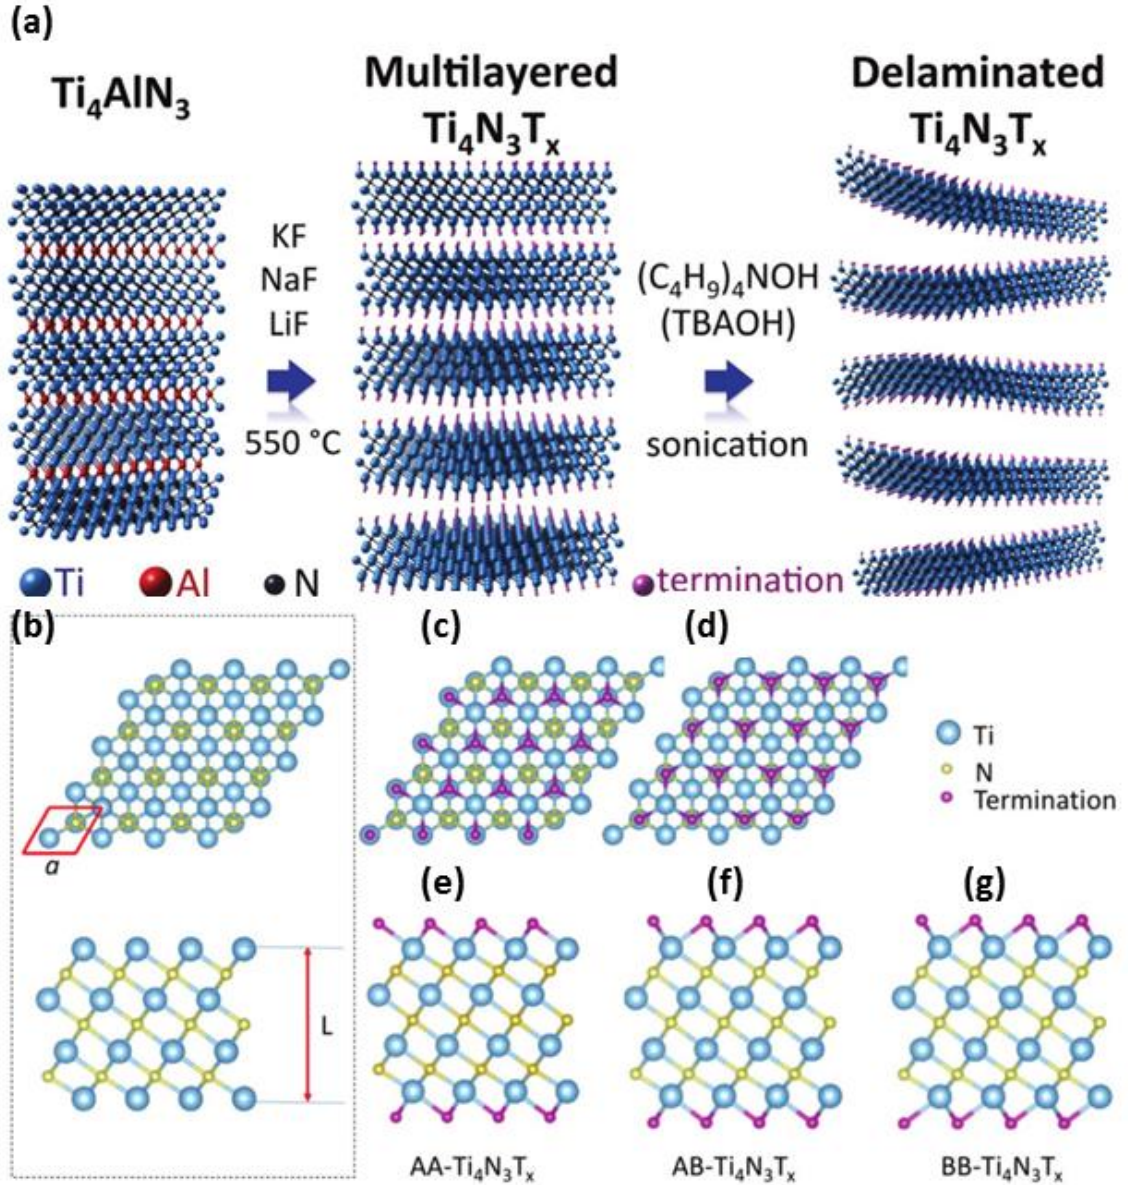 (a)
Ti₄AlN₃
Multilayered
Ti₄N₃Tₓ
Delaminated
Ti₄N₃Tₓ
KF
NaF
LiF
550 °C
(C₄H₉)₄NOH
(TBAOH)
sonication
Ti
Al
N
termination
(b)
(c)
(d)
a
Ti
N
Termination
L
(e)
(f)
(g)
AA-Ti₄N₃Tₓ
AB-Ti₄N₃Tₓ
BB-Ti₄N₃Tₓ